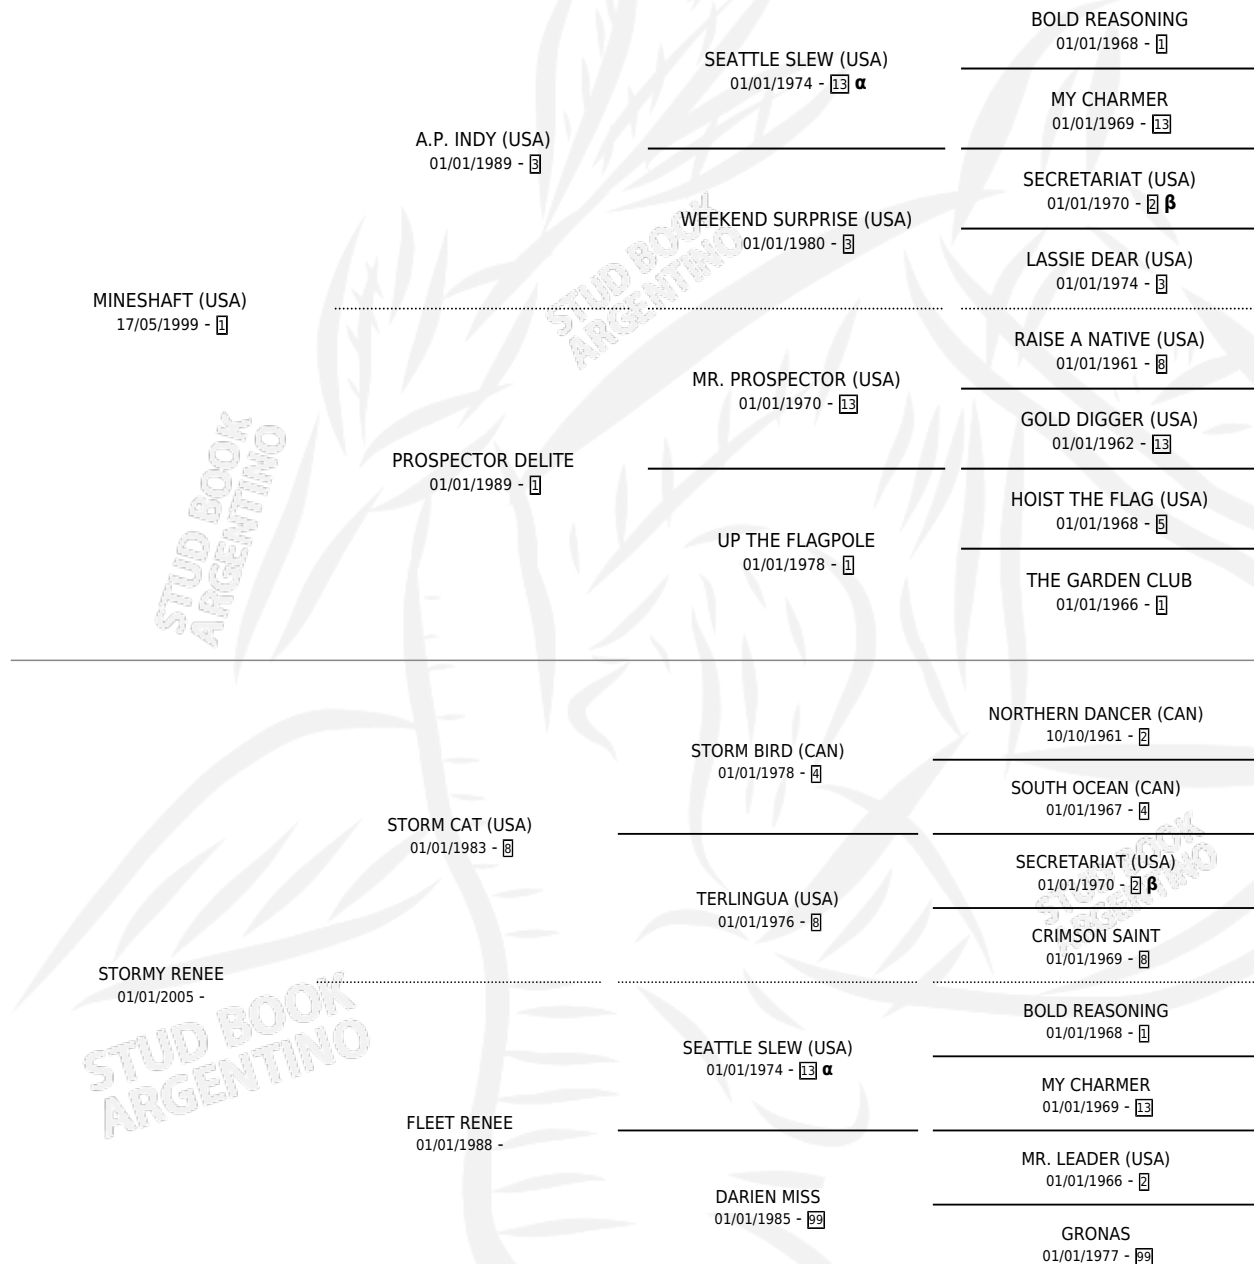 BOLD REASONING
01/01/1968 - 1
SEATTLE SLEW (USA)
01/01/1974 - 13 α
MY CHARMER
01/01/1969 - 13
A.P. INDY (USA)
01/01/1989 - 3
SECRETARIAT (USA)
01/01/1970 - 2 β
WEEKEND SURPRISE (USA)
01/01/1980 - 3
LASSIE DEAR (USA)
01/01/1974 - 3
MINESHAFT (USA)
17/05/1999 - 1
RAISE A NATIVE (USA)
01/01/1961 - 8
MR. PROSPECTOR (USA)
01/01/1970 - 13
GOLD DIGGER (USA)
01/01/1962 - 13
PROSPECTOR DELITE
01/01/1989 - 1
HOIST THE FLAG (USA)
01/01/1968 - 5
UP THE FLAGPOLE
01/01/1978 - 1
THE GARDEN CLUB
01/01/1966 - 1
NORTHERN DANCER (CAN)
10/10/1961 - 2
STORM BIRD (CAN)
01/01/1978 - 4
SOUTH OCEAN (CAN)
01/01/1967 - 4
STORM CAT (USA)
01/01/1983 - 8
SECRETARIAT (USA)
01/01/1970 - 2 β
TERLINGUA (USA)
01/01/1976 - 8
CRIMSON SAINT
01/01/1969 - 8
STORMY RENEE
01/01/2005 -
BOLD REASONING
01/01/1968 - 1
SEATTLE SLEW (USA)
01/01/1974 - 13 α
MY CHARMER
01/01/1969 - 13
FLEET RENEE
01/01/1988 -
MR. LEADER (USA)
01/01/1966 - 2
DARIEN MISS
01/01/1985 - 99
GRONAS
01/01/1977 - 99
STUD BOOK
ARGENTINO
STUD BOOK
ARGENTINO
STUD BOOK
ARGENTINO
STUD BOOK
ARGENTINO